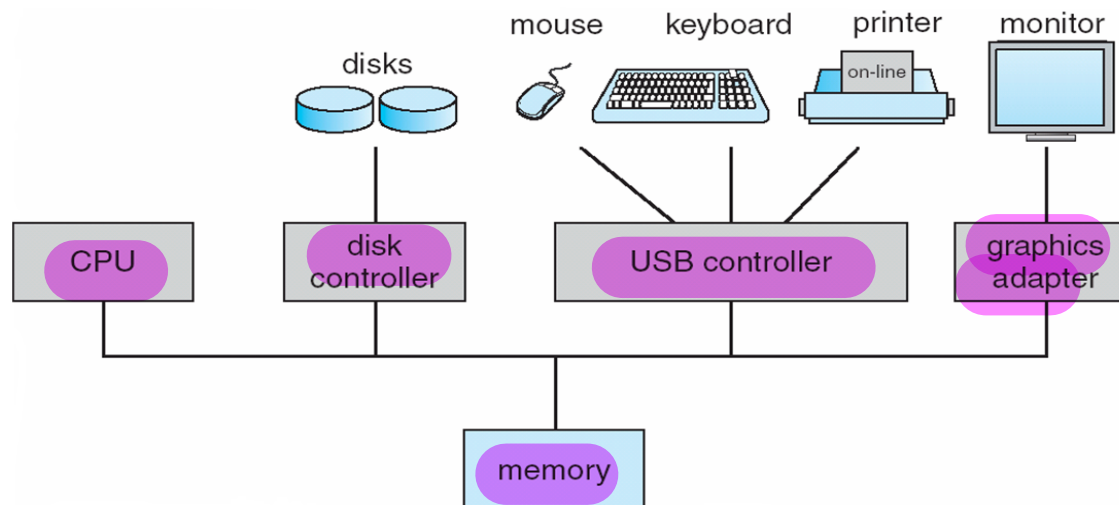 mouse
keyboard
printer
monitor
disks
on-line
CPU
disk
controller
USB controller
graphics
adapter
memory